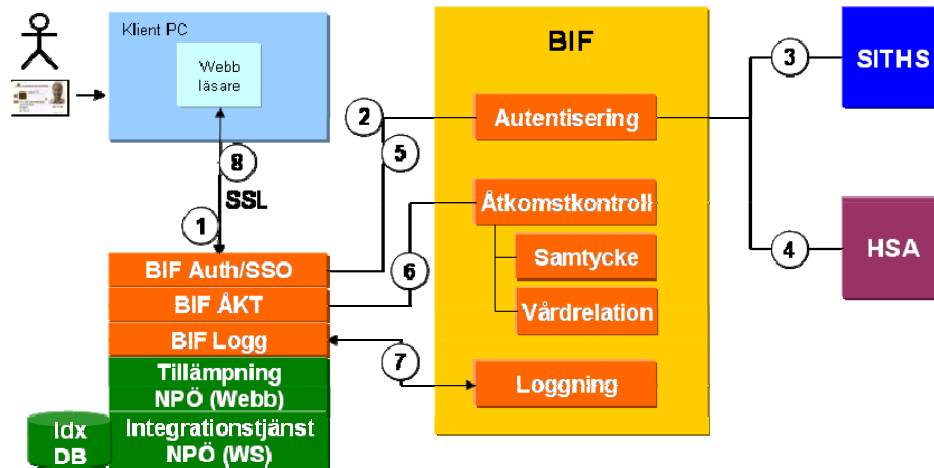 Klient PC
Webb
läsare
BIF
SITHS
3
2
Autentisering
5
8
SSL
Åtkomstkontroll
1
HSA
4
BIF Auth/SSO
6
Samtycke
BIF ÅKT
Vårdrelation
BIF Logg
7
Tillämpning
NPÖ (Webb)
Loggning
Idx
DB
Integrationstjänst
NPÖ (WS)